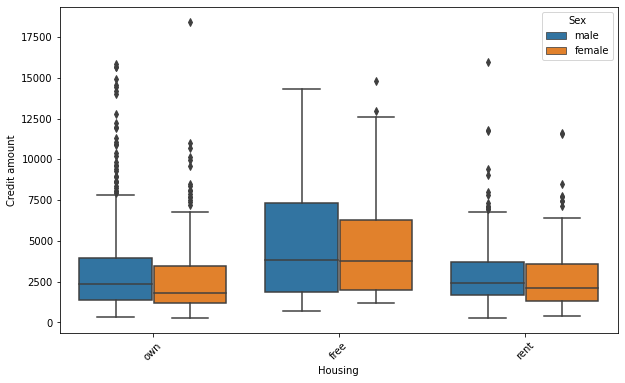 Sex
male
female
17500
15000
12500
10000
7500
5000
2500
0
Credit amount
own
free
rent
Housing